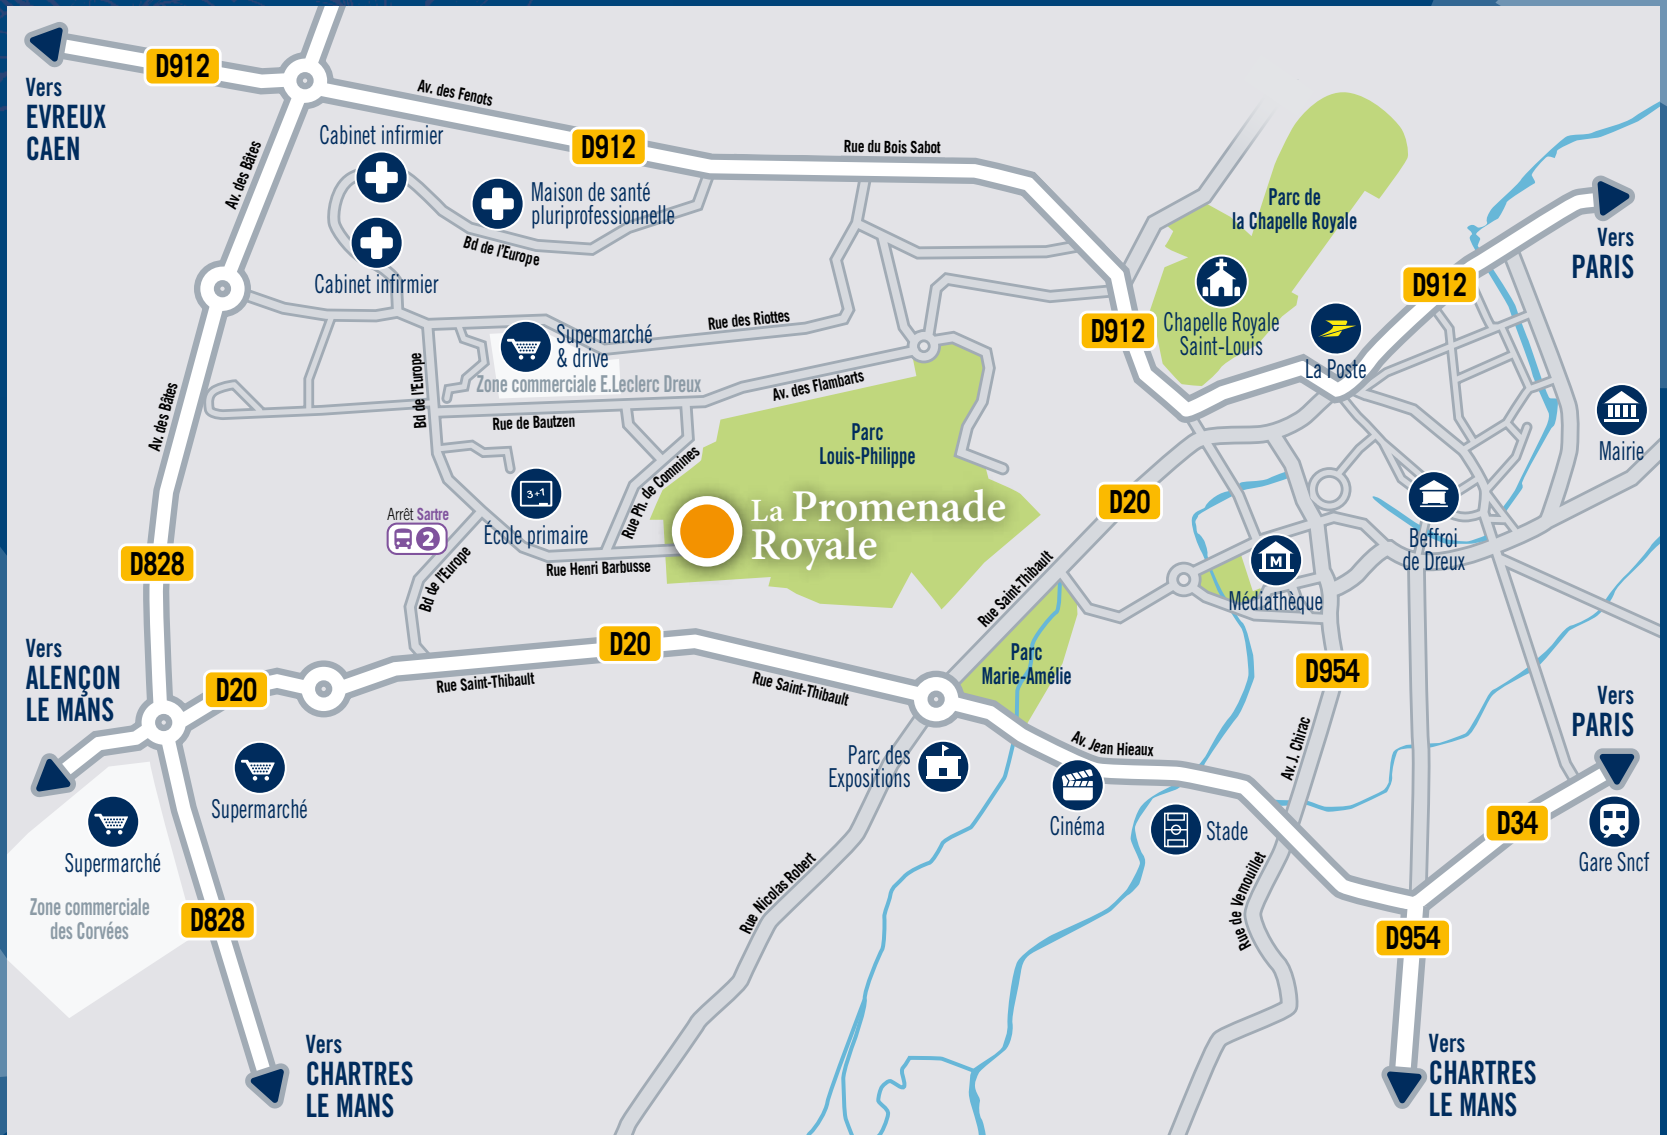 D912
Vers
EVREUX
CAEN
Av. des Fenots
Av. des Bâtes
Cabinet infirmier
D912
Rue du Bois Sabot
Maison de santé
pluriprofessionnelle
Bd de l'Europe
Cabinet infirmier
Parc de
la Chapelle Royale
Vers
PARIS
D912
D912
Chapelle Royale
Saint-Louis
La Poste
Rue des Riottes
Supermarché
& drive
Zone commerciale E.Leclerc Dreux
Bd de l'Europe
Av. des Flambarts
Av. des Bâtes
Rue de Bautzen
Parc
Louis-Philippe
Mairie
Rue Ph. de Commines
3+1
École primaire
Arrêt Sartre
2
La Promenade
Royale
D20
Beffroi
de Dreux
D828
Bd de l'Europe
Rue Henri Barbusse
Rue Saint-Thibault
M
Médiathèque
Vers
ALENÇON
LE MANS
D20
D20
Rue Saint-Thibault
Rue Saint-Thibault
Parc
Marie-Amélie
D954
Vers
PARIS
Supermarché
Parc des
Expositions
Av. Jean Hieaux
Av. J. Chirac
Cinéma
Stade
D34
Gare Sncf
Supermarché
Zone commerciale
des Corvées
D828
Rue Nicolas Robert
Rue de Vernouillet
D954
Vers
CHARTRES
LE MANS
Vers
CHARTRES
LE MANS